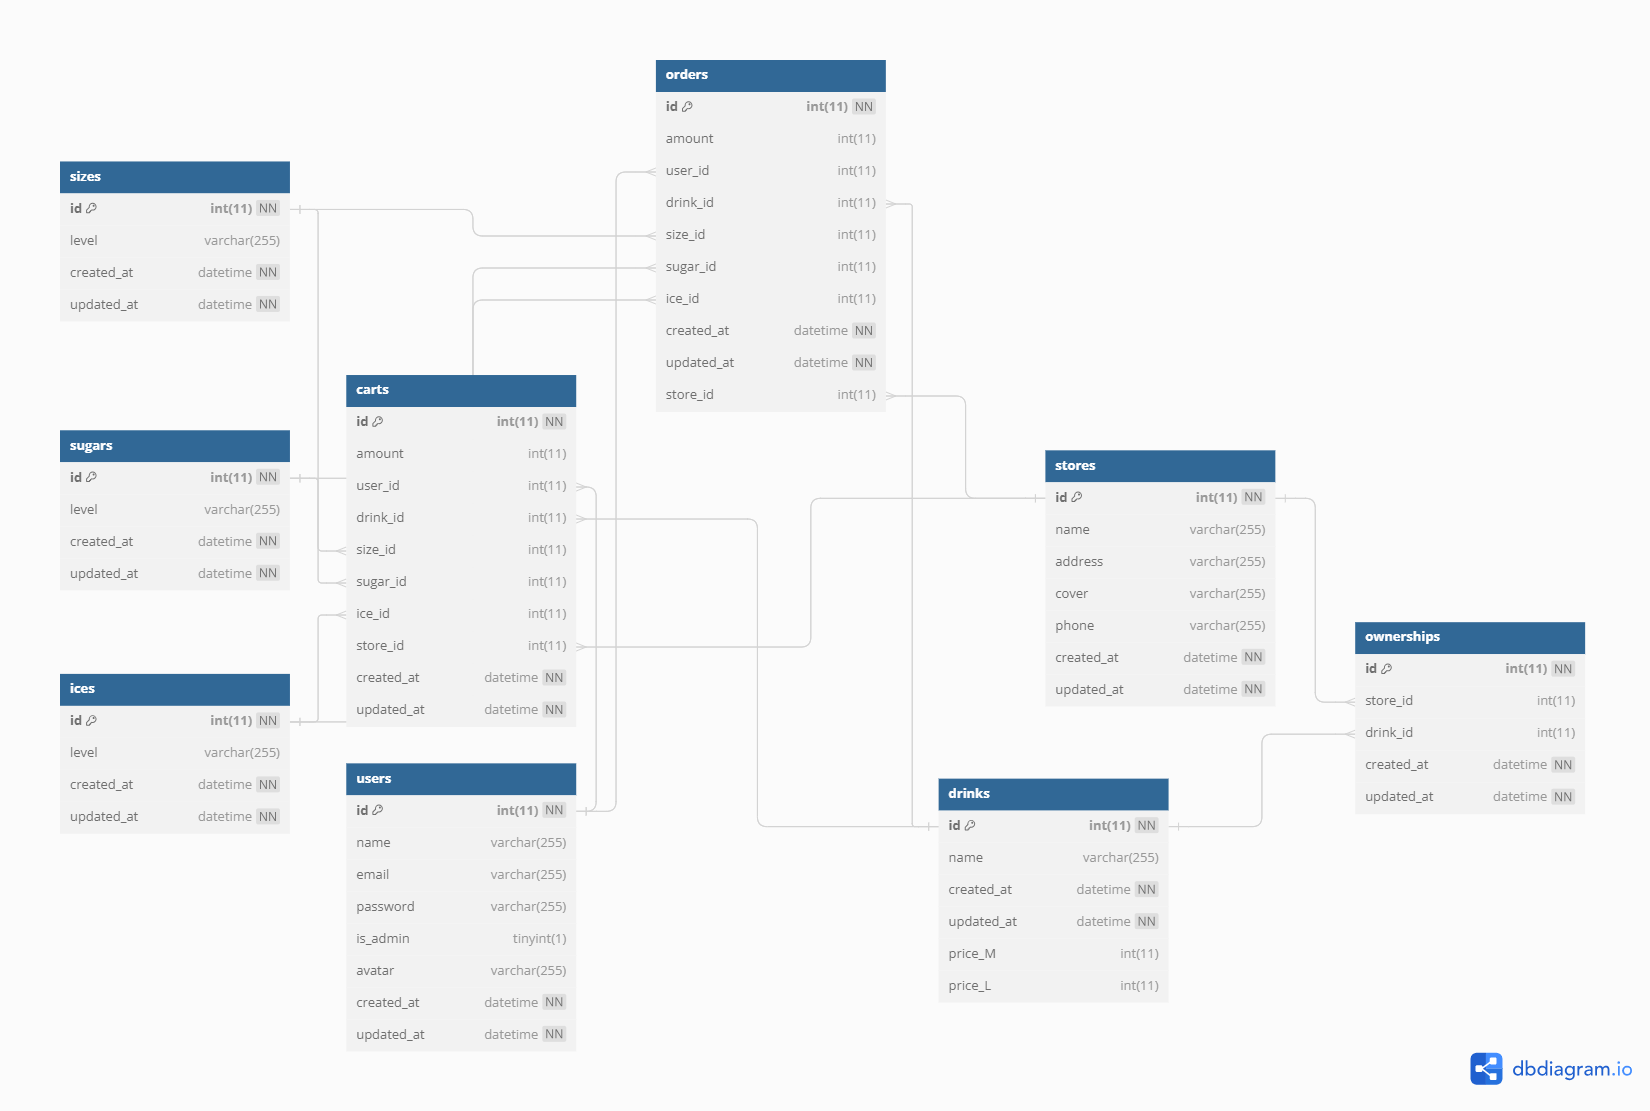 orders
id int(11) NN
amount int(11)
user_id int(11)
drink_id int(11)
size_id int(11)
sugar_id int(11)
ice_id int(11)
created_at datetime NN
updated_at datetime NN
store_id int(11)
sizes
id int(11) NN
level varchar(255)
created_at datetime NN
updated_at datetime NN
carts
id int(11) NN
amount int(11)
user_id int(11)
drink_id int(11)
size_id int(11)
sugar_id int(11)
ice_id int(11)
store_id int(11)
created_at datetime NN
updated_at datetime NN
sugars
id int(11) NN
level varchar(255)
created_at datetime NN
updated_at datetime NN
stores
id int(11) NN
name varchar(255)
address varchar(255)
cover varchar(255)
phone varchar(255)
created_at datetime NN
updated_at datetime NN
ownerships
id int(11) NN
store_id int(11)
drink_id int(11)
created_at datetime NN
updated_at datetime NN
ices
id int(11) NN
level varchar(255)
created_at datetime NN
updated_at datetime NN
users
id int(11) NN
name varchar(255)
email varchar(255)
password varchar(255)
is_admin tinyint(1)
avatar varchar(255)
created_at datetime NN
updated_at datetime NN
drinks
id int(11) NN
name varchar(255)
created_at datetime NN
updated_at datetime NN
price_M int(11)
price_L int(11)
dbdiagram.io